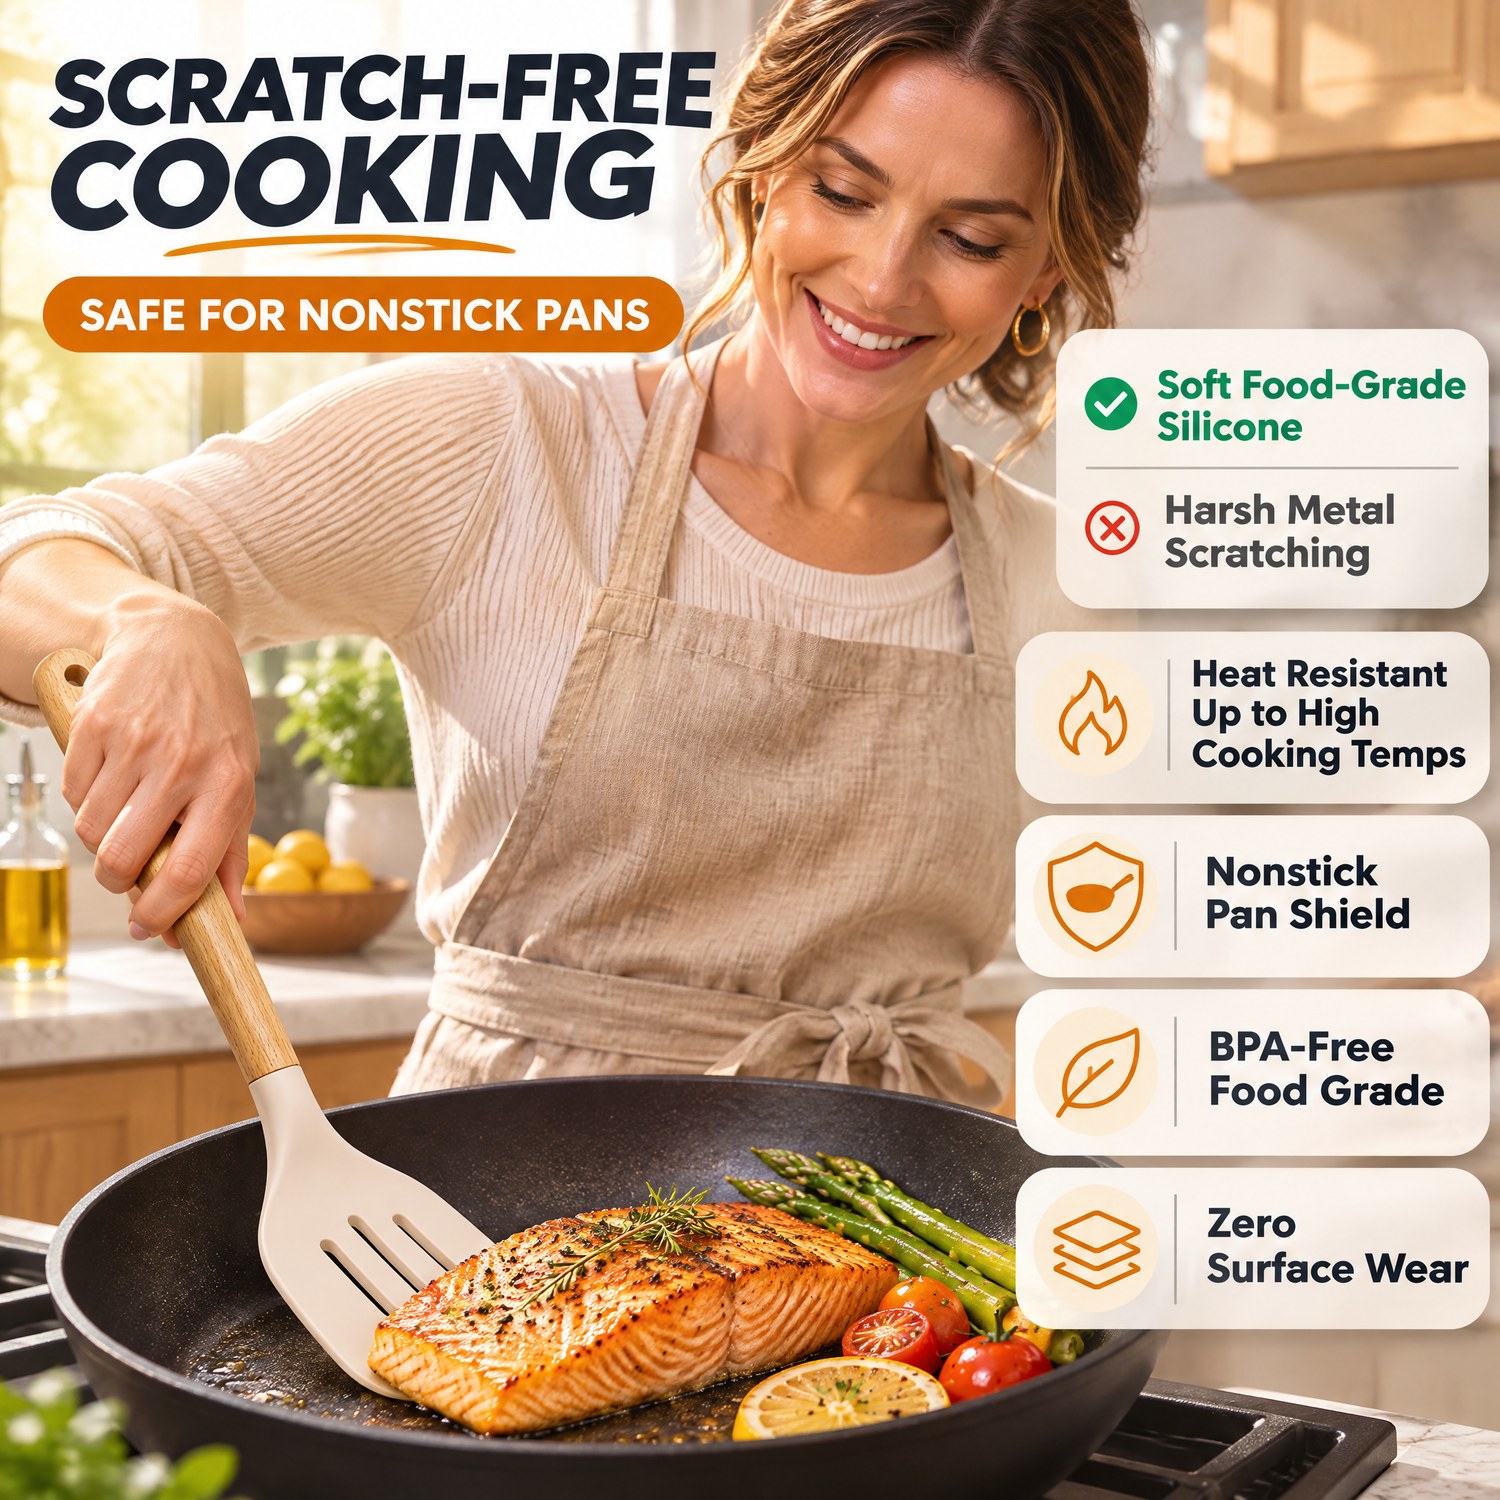 SCRATCH-FREE
COOKING
SAFE FOR NONSTICK PANS
Soft Food-Grade
Silicone
Harsh Metal
Scratching
Heat Resistant
Up to High
Cooking Temps
Nonstick
Pan Shield
BPA-Free
Food Grade
Zero
Surface Wear